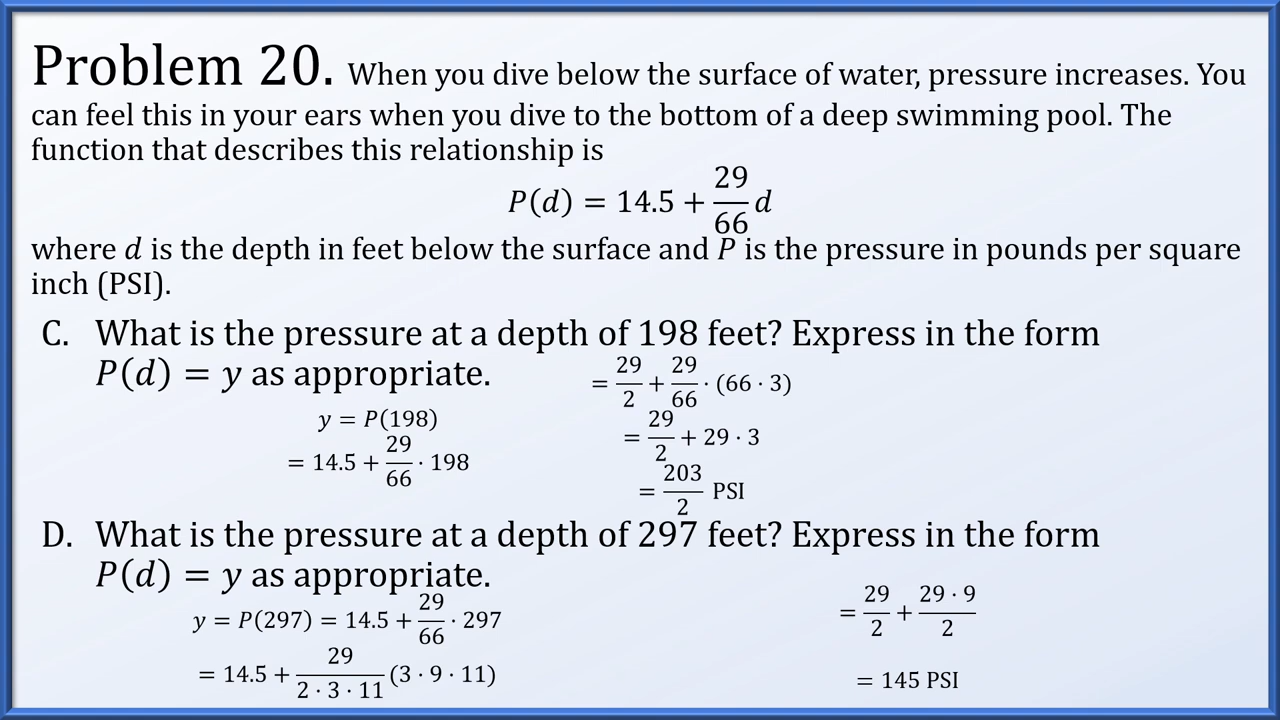 Problem 20. When you dive below the surface of water, pressure increases. You
can feel this in your ears when you dive to the bottom of a deep swimming pool. The
function that describes this relationship is
P(d) = 14.5 + 29/66 d
where d is the depth in feet below the surface and P is the pressure in pounds per square
inch (PSI).
C. What is the pressure at a depth of 198 feet? Express in the form
P(d) = y as appropriate.
y = P(198)
= 14.5 + 29/66 · 198
= 29/2 + 29/66 · (66 · 3)
= 29/2 + 29 · 3
= 203/2 PSI
D. What is the pressure at a depth of 297 feet? Express in the form
P(d) = y as appropriate.
y = P(297) = 14.5 + 29/66 · 297
= 14.5 + 29/(2 · 3 · 11) (3 · 9 · 11)
= 29/2 + (29 · 9)/2
= 145 PSI